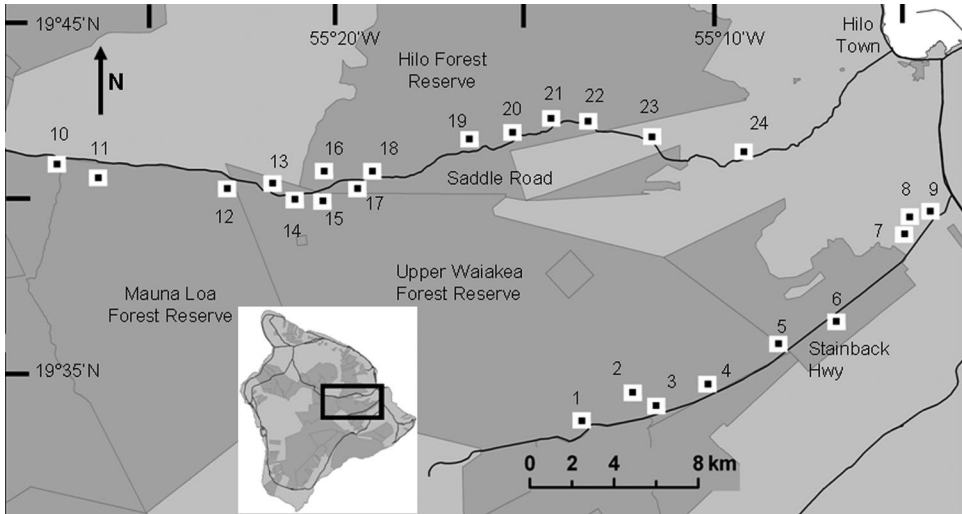 19°45'N
55°20'W
55°10'W
Hilo
Town
Hilo Forest
Reserve
N
10
11
12
13
14
15
16
17
18
19
20
21
22
23
24
Saddle Road
Mauna Loa
Forest Reserve
Upper Waiakea
Forest Reserve
7
8
9
6
5
Stainback
Hwy
19°35'N
1
2
3
4
0 2 4 8 km